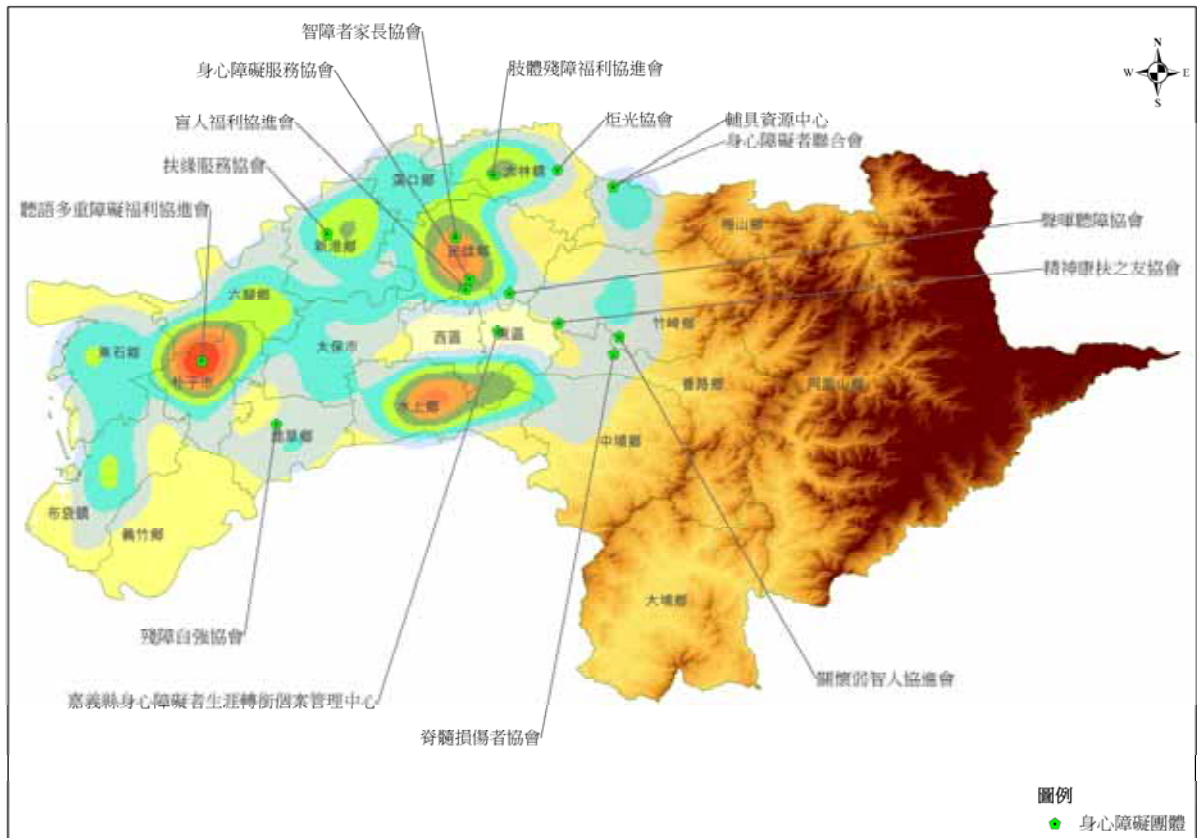 智障者家長協會
身心障礙服務協會
肢體殘障福利協進會
N
W
E
S
盲人福利協進會
炬光協會
輔具資源中心
身心障礙者聯合會
扶緣服務協會
聽語多重障礙福利協進會
聲暉聽障協會
精神康扶之友協會
溪口鄉
大林鎮
新港鄉
民雄鄉
梅山鄉
六腳鄉
東石鄉
朴子市
太保市
西區
東區
竹崎鄉
番路鄉
阿里山鄉
水上鄉
鹿草鄉
中埔鄉
布袋鎮
義竹鄉
大埔鄉
殘障自強協會
嘉義縣身心障礙者生涯轉銜個案管理中心
脊髓損傷者協會
關懷弱智人協進會
圖例
身心障礙團體